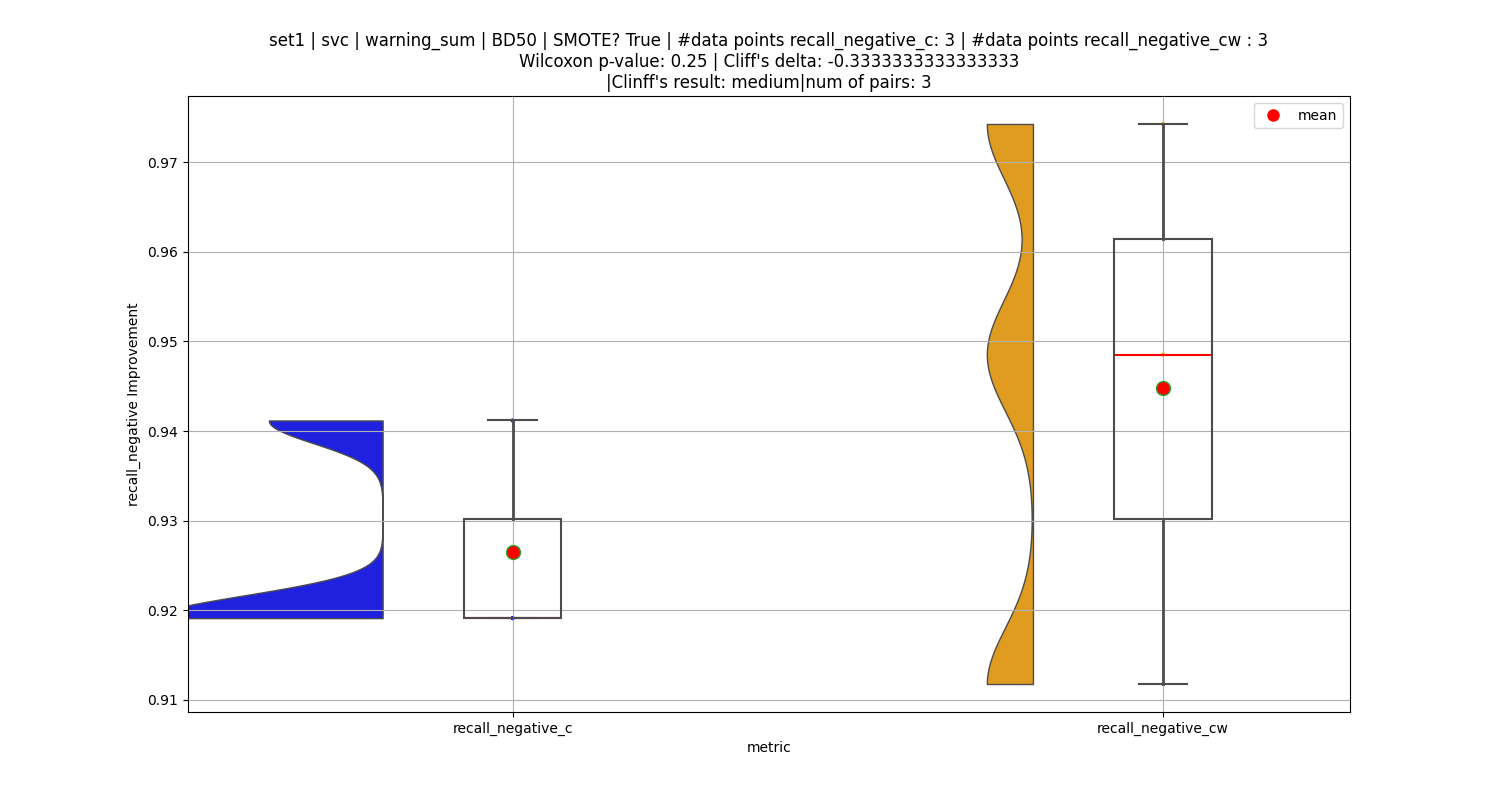 set1 | svc | warning_sum | BD50 | SMOTE? True | #data points recall_negative_c: 3 | #data points recall_negative_cw : 3
Wilcoxon p-value: 0.25 | Cliff's delta: -0.3333333333333333
|Clinff's result: medium|num of pairs: 3
mean
0.97
0.96
0.95
0.94
0.93
0.92
0.91
recall_negative Improvement
recall_negative_c
recall_negative_cw
metric